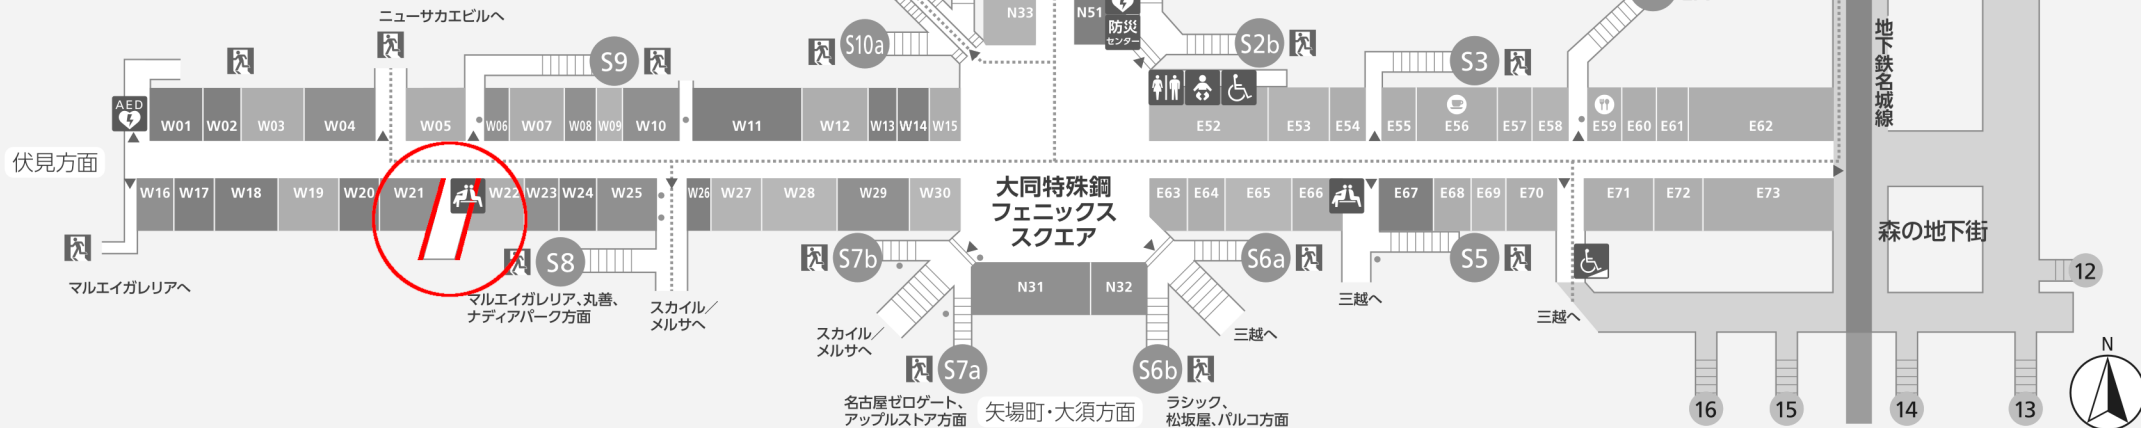 ニューサカエビルへ
N33
N51
防災
センター
S10a
S2b
S9
S3
地下鉄名城線
AED
W01
W02
W03
W04
W05
W06
W07
W08
W09
W10
W11
W12
W13
W14
W15
E52
E53
E54
E55
E56
E57
E58
E59
E60
E61
E62
伏見方面
W16
W17
W18
W19
W20
W21
W22
W23
W24
W25
W26
W27
W28
W29
W30
大同特殊鋼
フェニックス
スクエア
E63
E64
E65
E66
E67
E68
E69
E70
E71
E72
E73
森の地下街
S8
S7b
S6a
S5
12
マルエイガレリアへ
マルエイガレリア、丸善、
ナディアパーク方面
スカイル/
メルサへ
N31
N32
三越へ
三越へ
スカイル/
メルサへ
三越へ
S7a
S6b
N
名古屋ゼロゲート、
アップルストア方面
矢場町・大須方面
ラシック、
松坂屋、パルコ方面
16
15
14
13